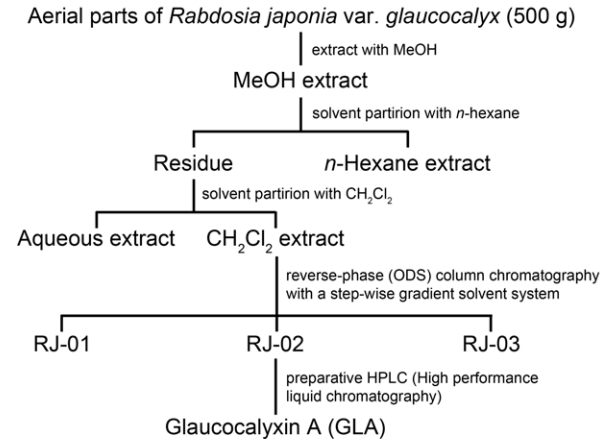 Aerial parts of Rabdosia japonia var. glaucocalyx (500 g)
extract with MeOH
MeOH extract
solvent partirion with n-hexane
Residue n-Hexane extract
solvent partirion with CH₂Cl₂
Aqueous extract CH₂Cl₂ extract
reverse-phase (ODS) column chromatography
with a step-wise gradient solvent system
RJ-01 RJ-02 RJ-03
preparative HPLC (High performance
liquid chromatography)
Glaucocalyxin A (GLA)